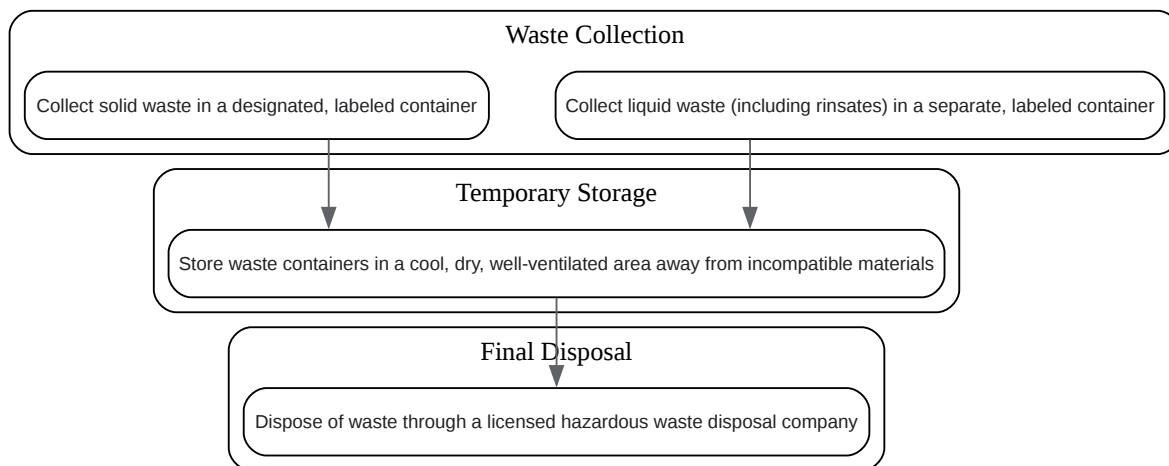 Waste Collection
Collect solid waste in a designated, labeled container
Collect liquid waste (including rinsates) in a separate, labeled container
Temporary Storage
Store waste containers in a cool, dry, well-ventilated area away from incompatible materials
Final Disposal
Dispose of waste through a licensed hazardous waste disposal company